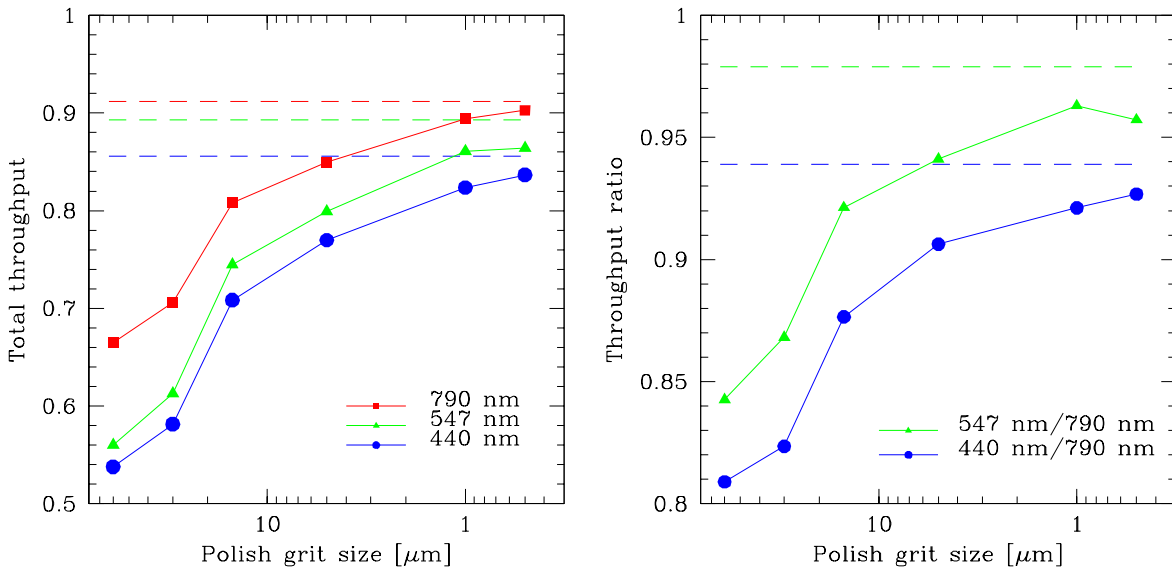 1
0.9
0.8
0.7
0.6
0.5
Total throughput
790 nm
547 nm
440 nm
10
1
Polish grit size [μm]
1
0.95
0.9
0.85
0.8
Throughput ratio
547 nm/790 nm
440 nm/790 nm
10
1
Polish grit size [μm]